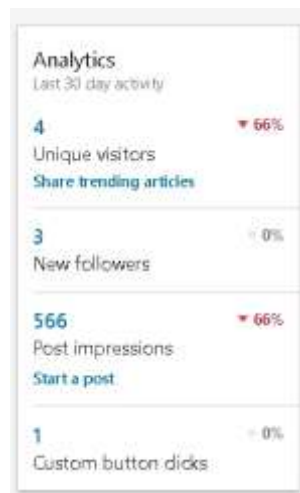 Analytics
Last 30 day activity
4 ▼ 66%
Unique visitors
Share trending articles
3 0%
New followers
566 ▼ 66%
Post impressions
Start a post
1 0%
Custom button clicks